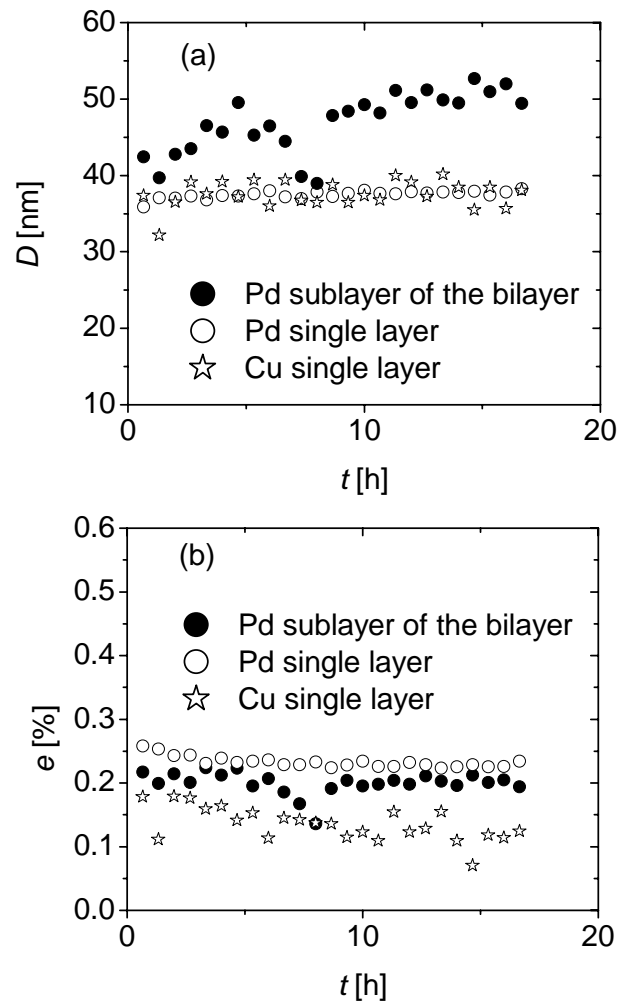 60
(a)
50
40
D [nm]
30
Pd sublayer of the bilayer
20
Pd single layer
Cu single layer
10
0
10
20
t [h]
0.6
(b)
0.5
Pd sublayer of the bilayer
0.4
Pd single layer
Cu single layer
0.3
e [%]
0.2
0.1
0.0
0
10
20
t [h]